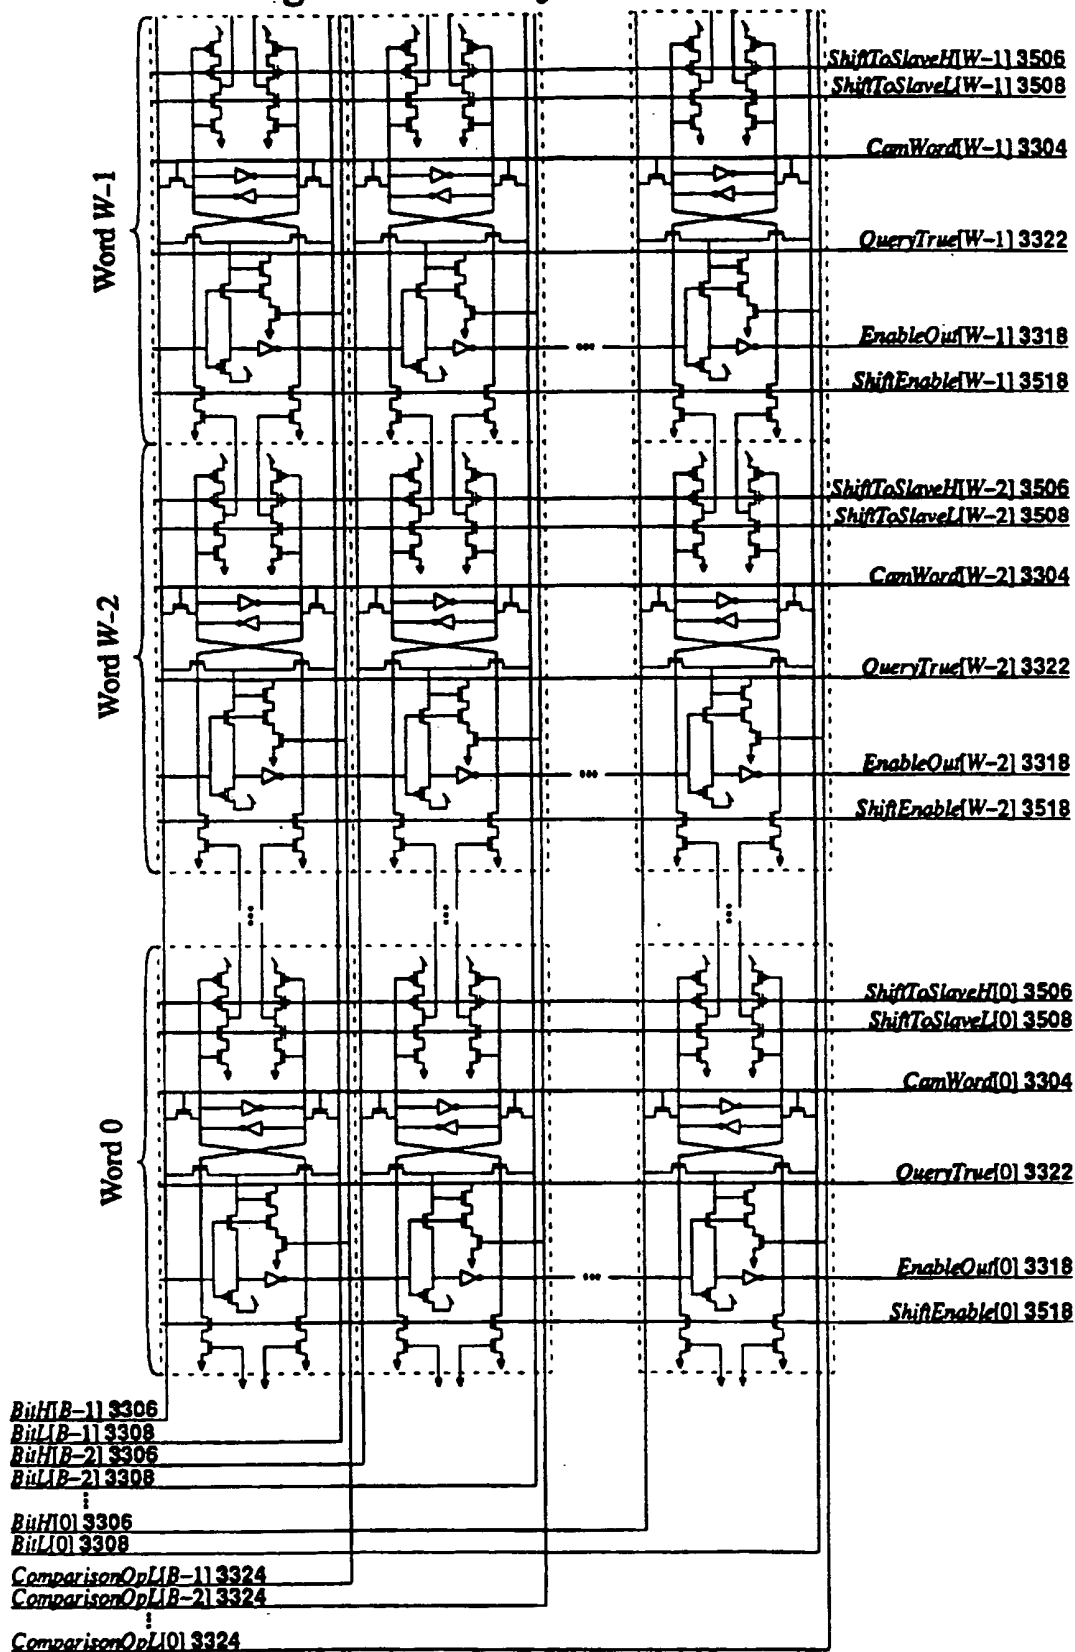 ShiftToSlaveH[W-1] 3506
ShiftToSlaveL[W-1] 3508
CamWord[W-1] 3304
Word W-1
QueryTrue[W-1] 3322
...
EnableOut[W-1] 3318
ShiftEnable[W-1] 3518
ShiftToSlaveH[W-2] 3506
ShiftToSlaveL[W-2] 3508
CamWord[W-2] 3304
Word W-2
QueryTrue[W-2] 3322
...
EnableOut[W-2] 3318
ShiftEnable[W-2] 3518
ShiftToSlaveH[0] 3506
ShiftToSlaveL[0] 3508
CamWord[0] 3304
Word 0
QueryTrue[0] 3322
...
EnableOut[0] 3318
ShiftEnable[0] 3518
BitH[B-1] 3306
BitL[B-1] 3308
BitH[B-2] 3306
BitL[B-2] 3308
BitH[0] 3306
BitL[0] 3308
ComparisonOpL[B-1] 3324
ComparisonOpL[B-2] 3324
ComparisonOpL[0] 3324